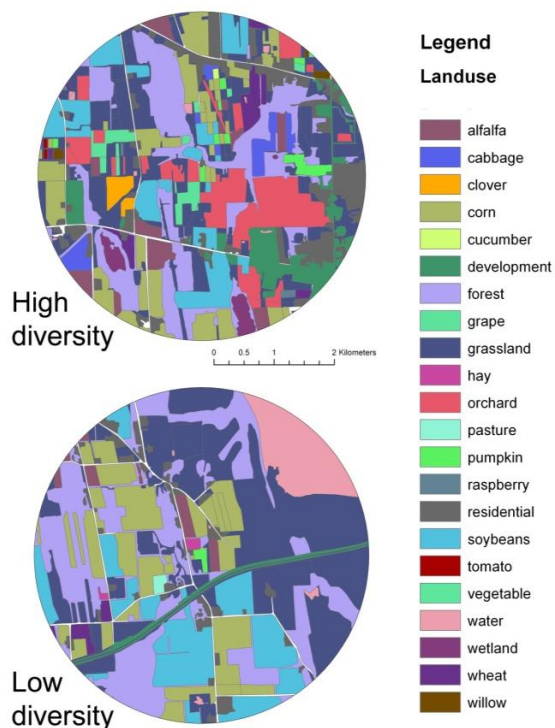 High
diversity
0 0.5 1 2 Kilometers
Low
diversity
Legend
Landuse
alfalfa
cabbage
clover
corn
cucumber
development
forest
grape
grassland
hay
orchard
pasture
pumpkin
raspberry
residential
soybeans
tomato
vegetable
water
wetland
wheat
willow